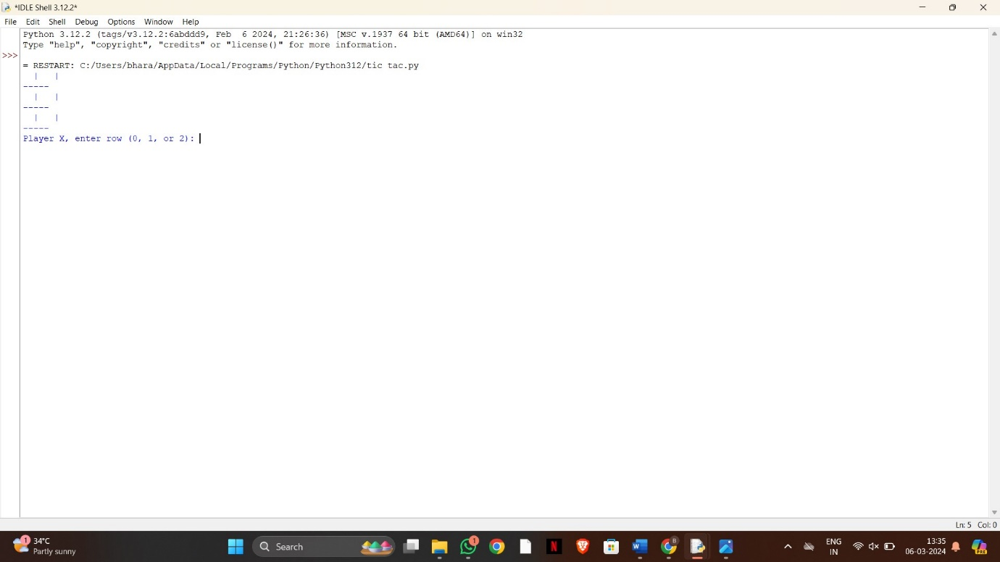 *IDLE Shell 3.12.2*
File Edit Shell Debug Options Window Help
Python 3.12.2 (tags/v3.12.2:6abddd9, Feb  6 2024, 21:26:36) [MSC v.1937 64 bit (AMD64)] on win32
Type "help", "copyright", "credits" or "license()" for more information.
>>>
= RESTART: C:/Users/bhara/AppData/Local/Programs/Python/Python312/tic tac.py
  |   |
-----
  |   |
-----
  |   |
-----
Player X, enter row (0, 1, or 2):
Ln: 5 Col: 0
1 34°C
Partly sunny
Search
1
B
ENG
IN
13:35
06-03-2024
PRE